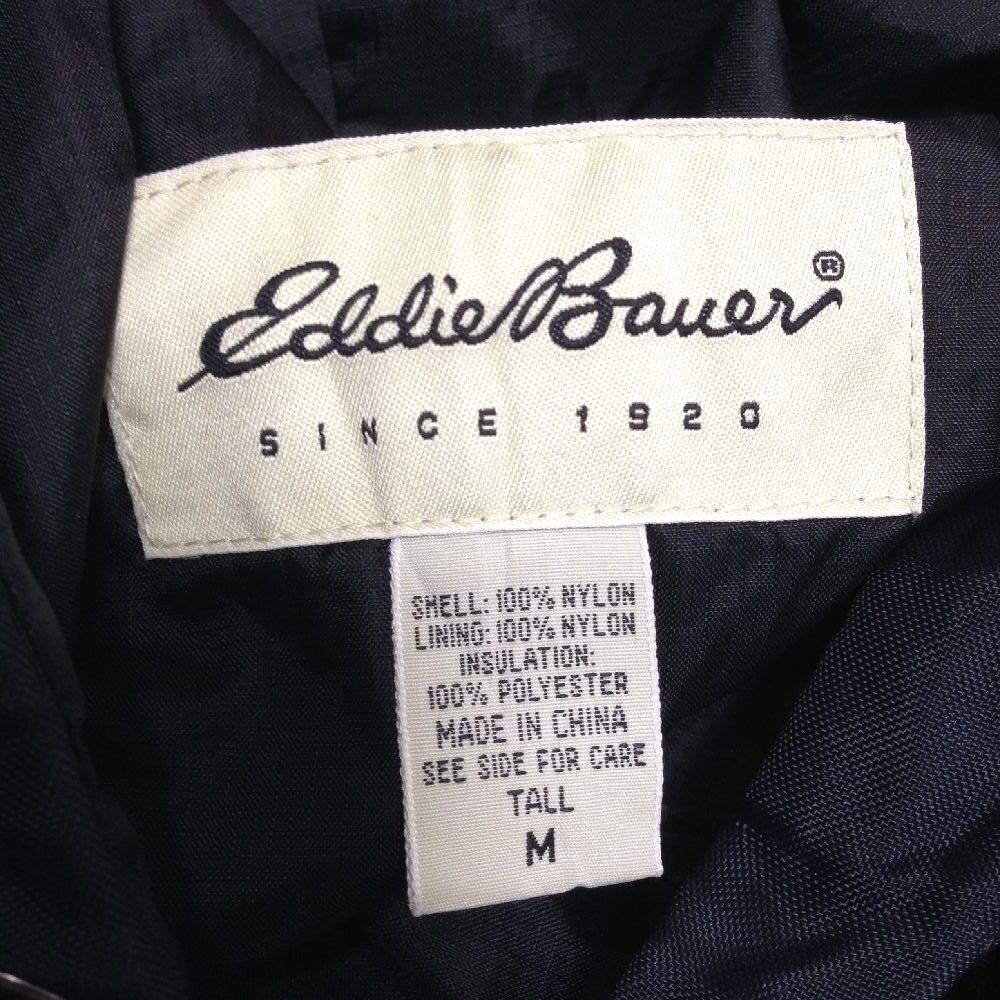 Eddie Bauer®
SINCE 1920
SHELL: 100% NYLON
LINING: 100% NYLON
INSULATION:
100% POLYESTER
MADE IN CHINA
SEE SIDE FOR CARE
TALL
M